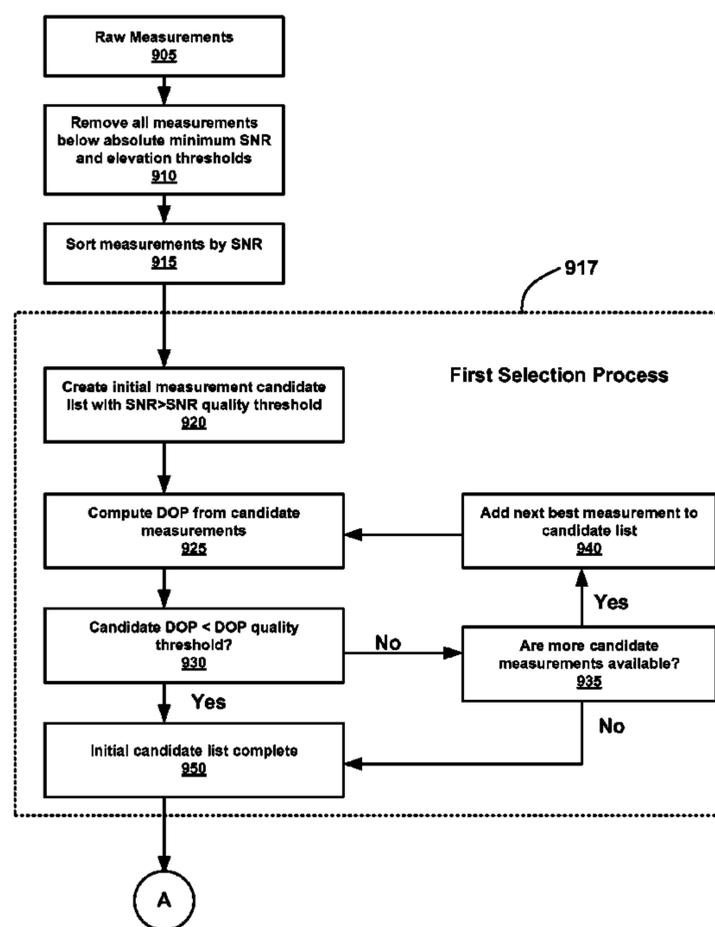 Raw Measurements
905
Remove all measurements
below absolute minimum SNR
and elevation thresholds
910
Sort measurements by SNR
915
917
First Selection Process
Create initial measurement candidate
list with SNR>SNR quality threshold
920
Compute DOP from candidate
measurements
925
Add next best measurement to
candidate list
940
Yes
Candidate DOP < DOP quality
threshold?
930
No
Are more candidate
measurements available?
935
Yes
No
Initial candidate list complete
950
A